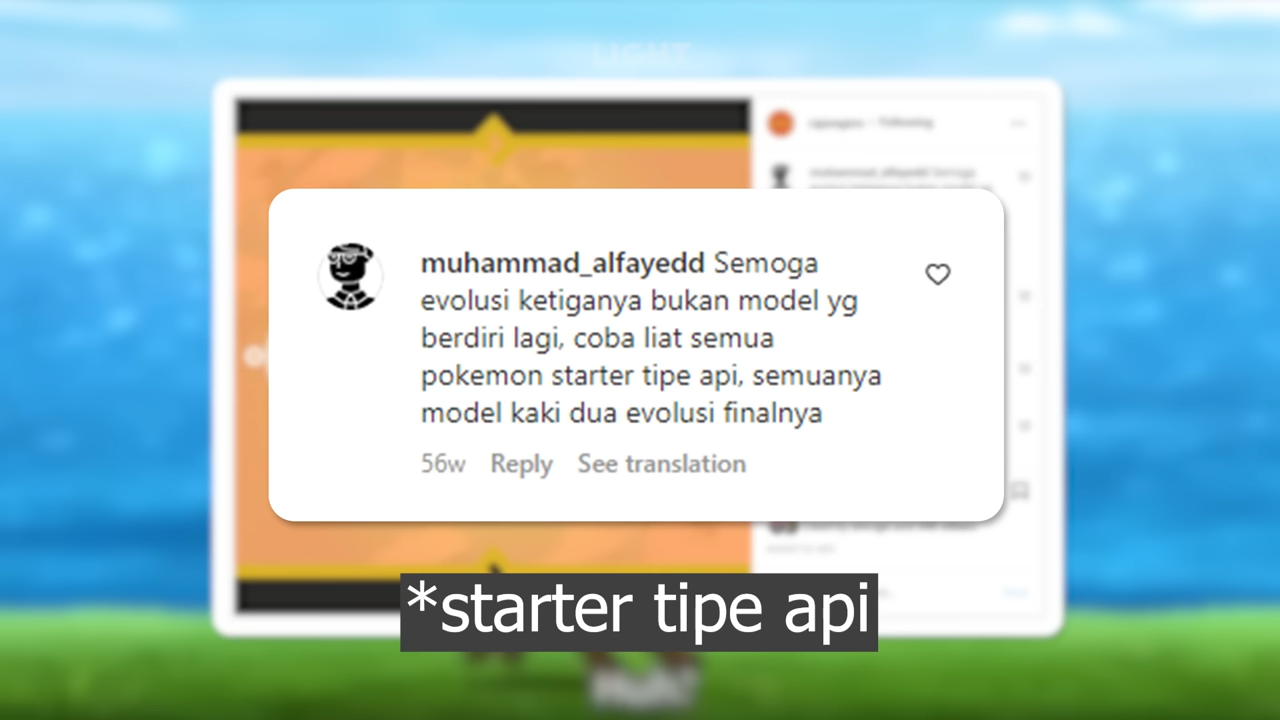 LIGHT
muhammad_alfayedd Semoga
evolusi ketiganya bukan model yg
berdiri lagi, coba liat semua
pokemon starter tipe api, semuanya
model kaki dua evolusi finalnya
56w Reply See translation
*starter tipe api